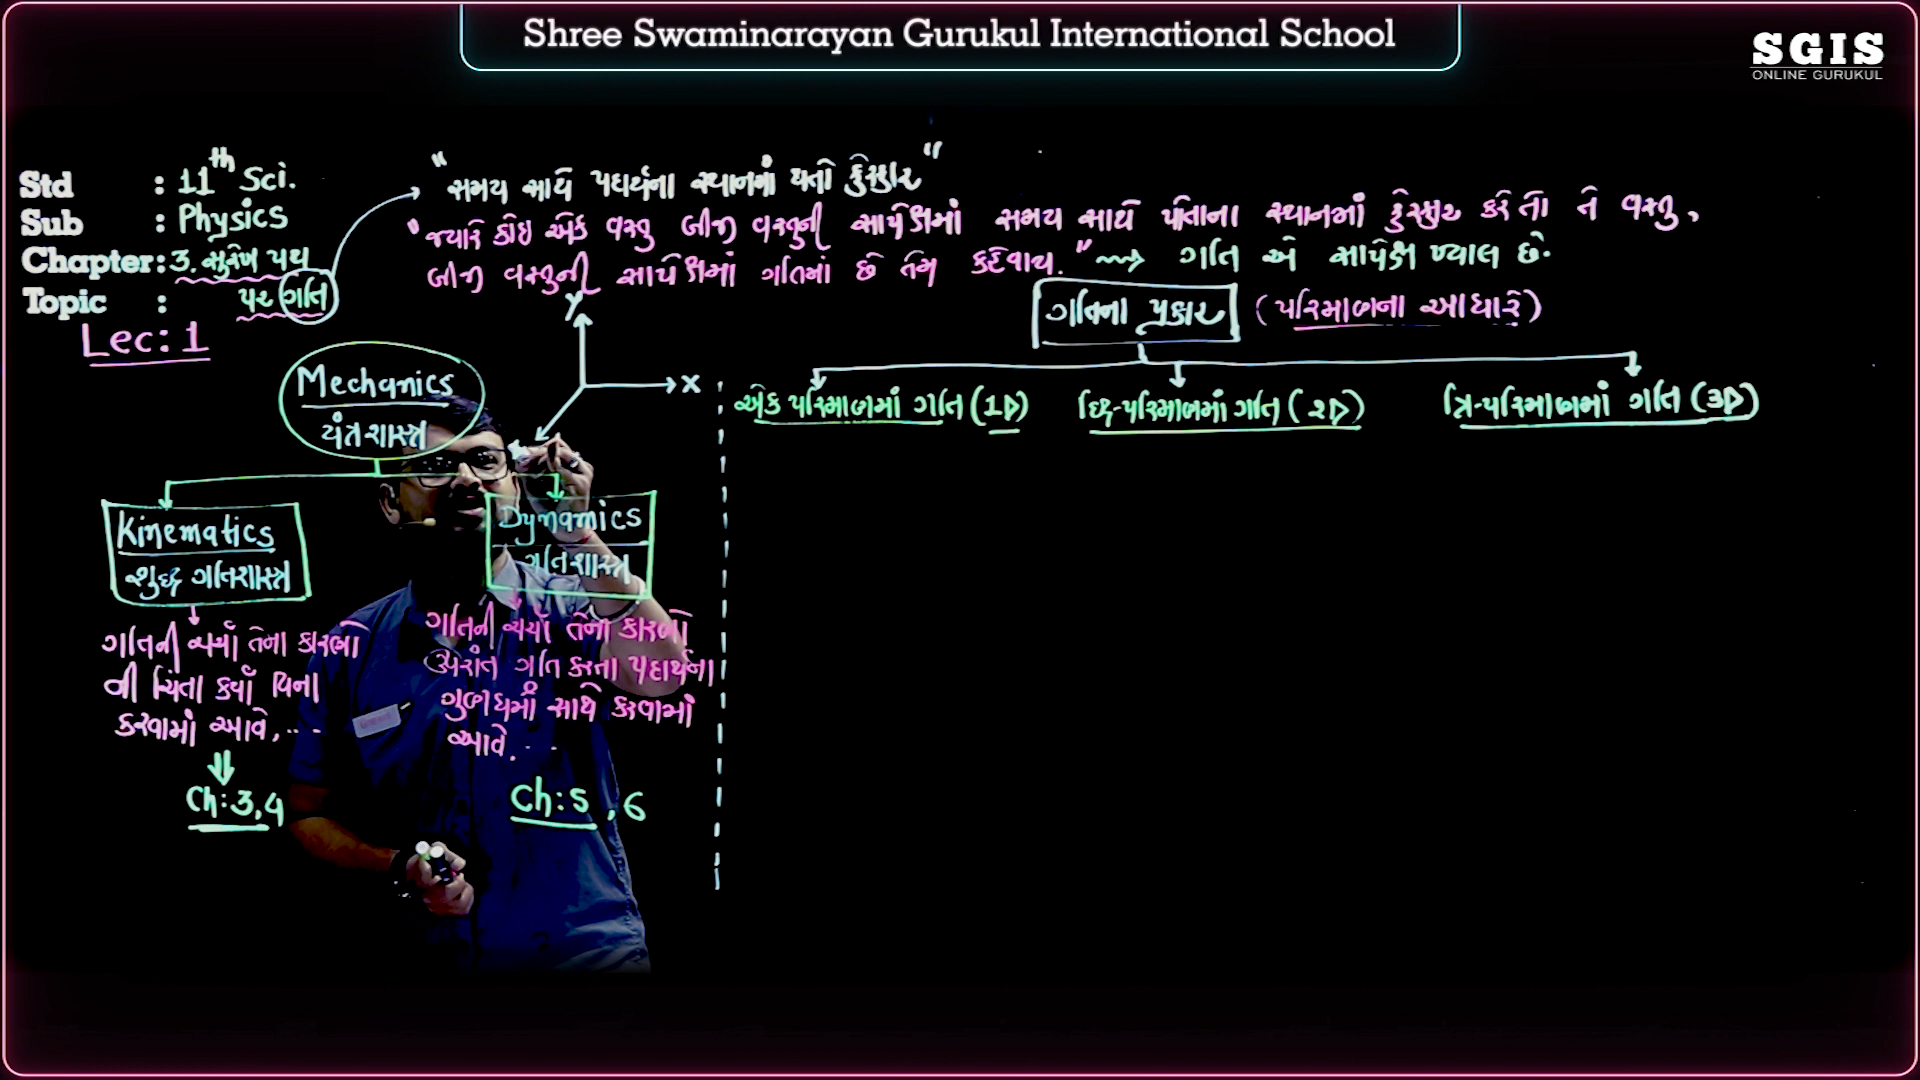 Shree Swaminarayan Gurukul International School
SGIS
ONLINE GURUKUL
Std : 11th Sci.
Sub : Physics
Chapter : 3. સુરેખ પથ
Topic : પર ગતિ
Lec: 1
"સમય સાથે પદાર્થના સ્થાનમાં થતો ફેરફાર"
"જ્યારે કોઇ એક વસ્તુ બીજી વસ્તુની સાપેક્ષમાં સમય સાથે પોતાના સ્થાનમાં ફેરફાર કરે તો તે વસ્તુ,
બીજી વસ્તુની સાપેક્ષમાં ગતિમાં છે તેમ કહેવાય." ⇝ ગતિ એ સાપેક્ષ ખ્યાલ છે.
ગતિના પ્રકાર (પરિમાણના આધારે)
એક પરિમાણમાં ગતિ (1D) દ્વિ-પરિમાણમાં ગતિ (2D) ત્રિ-પરિમાણમાં ગતિ (3D)
Y
X
Mechanics
યંત્રશાસ્ત્ર
Kinematics
શુદ્ધ ગતિશાસ્ત્ર
ગતિની ચર્ચા તેના કારણો
ની ચિંતા કર્યા વિના
કરવામાં આવે,....
Ch:3,4
Dynamics
ગતિશાસ્ત્ર
ગતિની ચર્ચા તેના કારણો
ઉપરાંત ગતિ કરતા પદાર્થના
ગુણધર્મો સાથે કરવામાં
આવે....
Ch:5,6